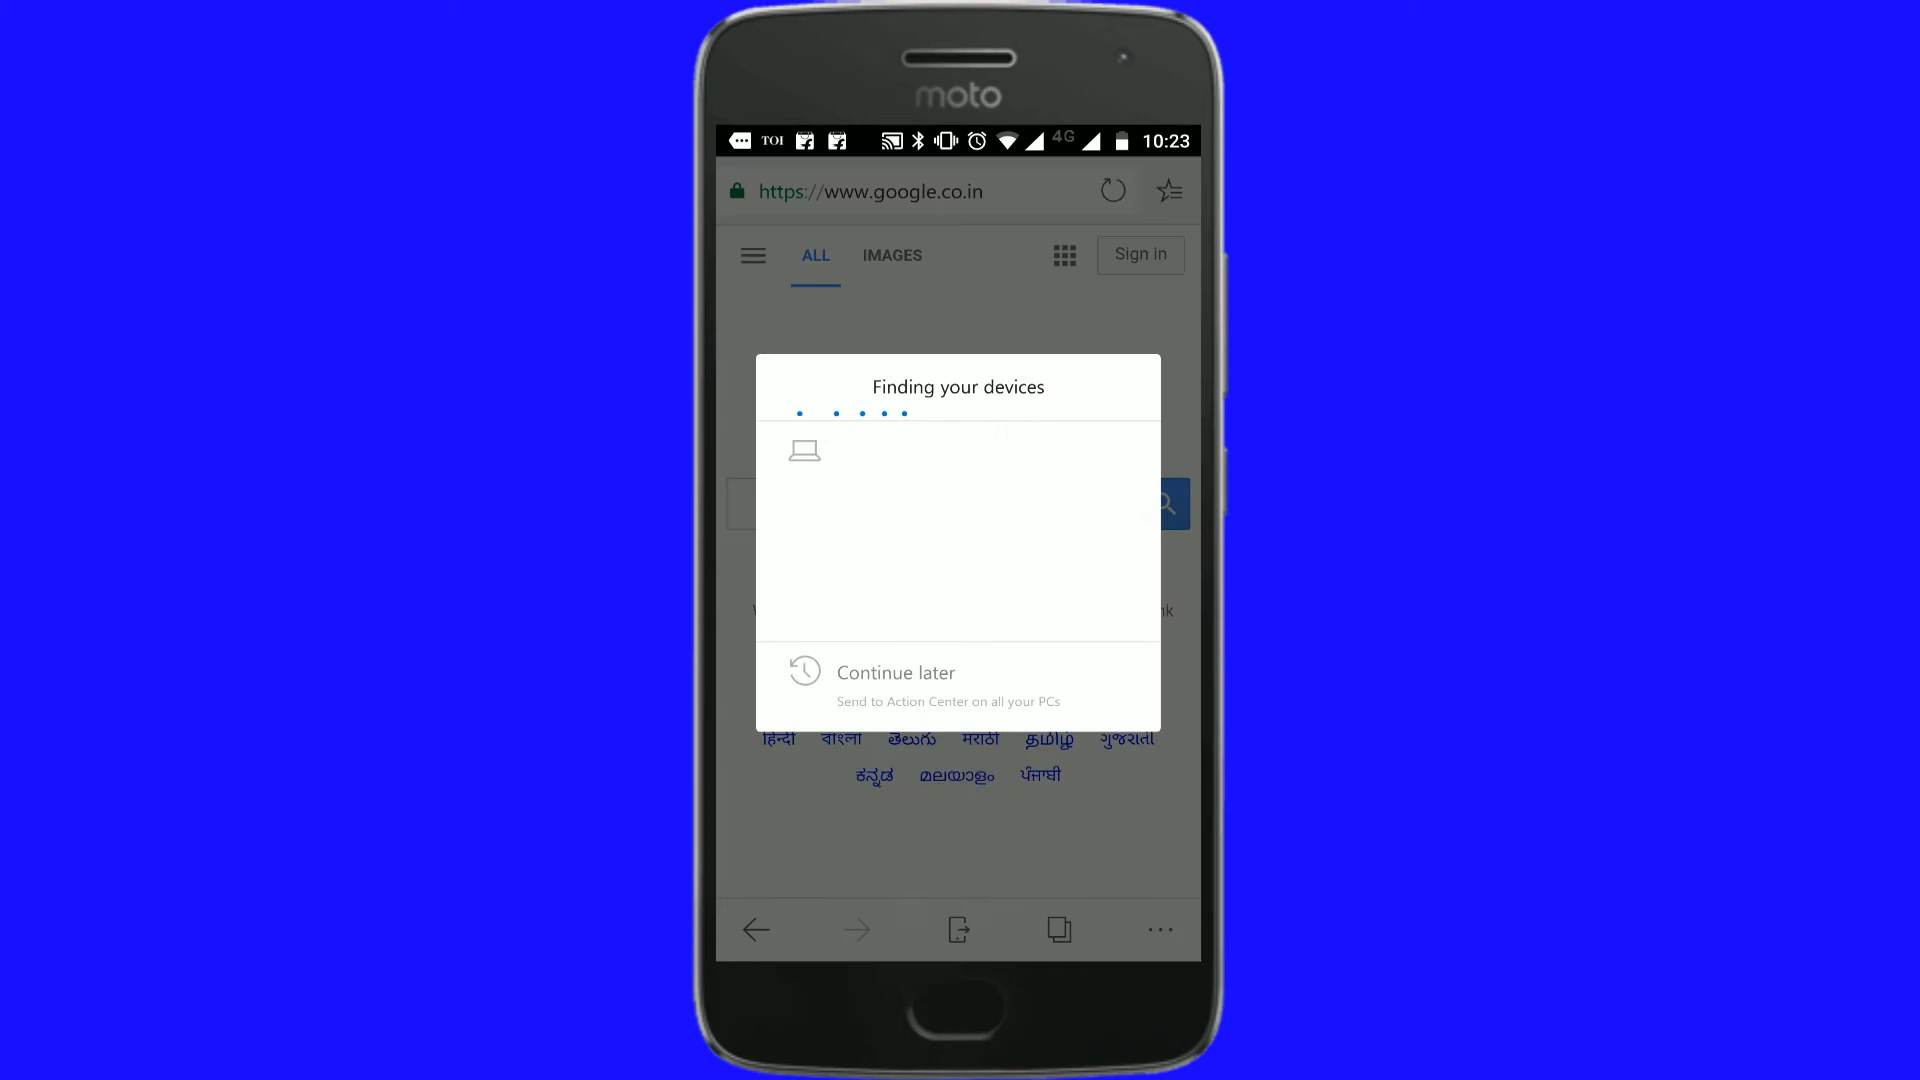 moto
TOI 4G 10:23
https://www.google.co.in
ALL IMAGES Sign in
Finding your devices
Continue later
Send to Action Center on all your PCs
हिन्दी বাংলা తెలుగు मराठी தமிழ் ગુજરાતી
ಕನ್ನಡ മലയാളം ਪੰਜਾਬੀ